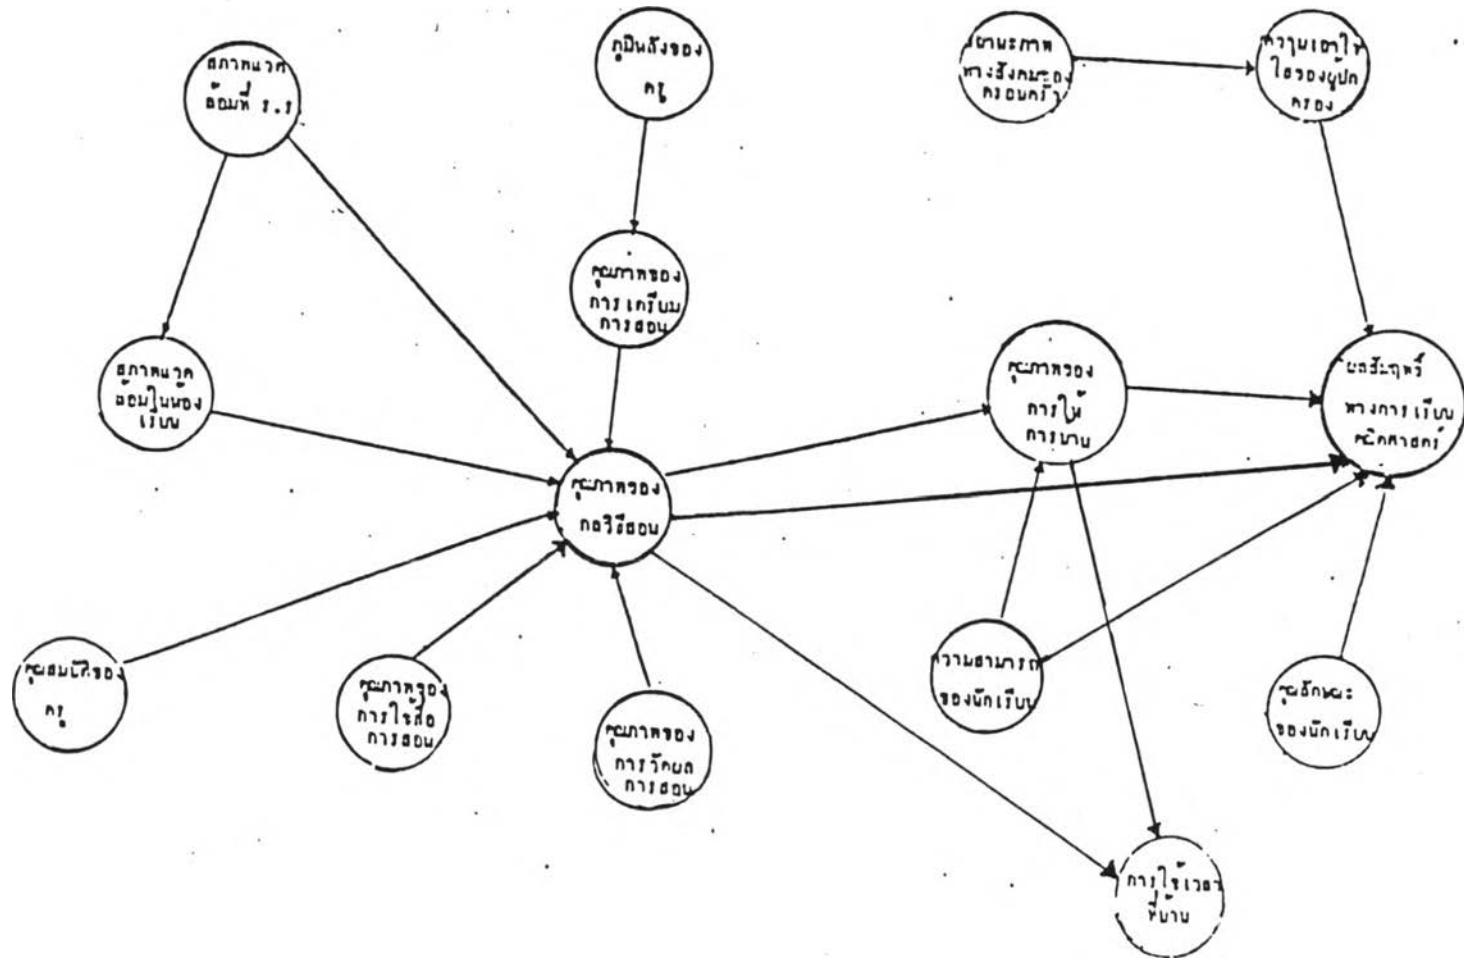 สภาพแวด
ล้อมที่ ร.ร
ภูมิหลังของ
ครู
สถานะภาพ
ทางสังคมของ
ครอบครัว
ความเอาใจ
ใส่ของผู้ปก
ครอง
คุณภาพของ
การเตรียม
การสอน
สภาพแวด
ล้อมในห้อง
เรียน
คุณภาพของ
การให้
การบ้าน
ผลสัมฤทธิ์
ทางการเรียน
คณิตศาสตร์
คุณภาพของ
กลวิธีสอน
คุณสมบัติของ
ครู
คุณภาพของ
การใช้สื่อ
การสอน
คุณภาพของ
การวัดผล
การสอน
ความสามารถ
ของนักเรียน
คุณลักษณะ
ของนักเรียน
การใช้เวลา
ที่บ้าน